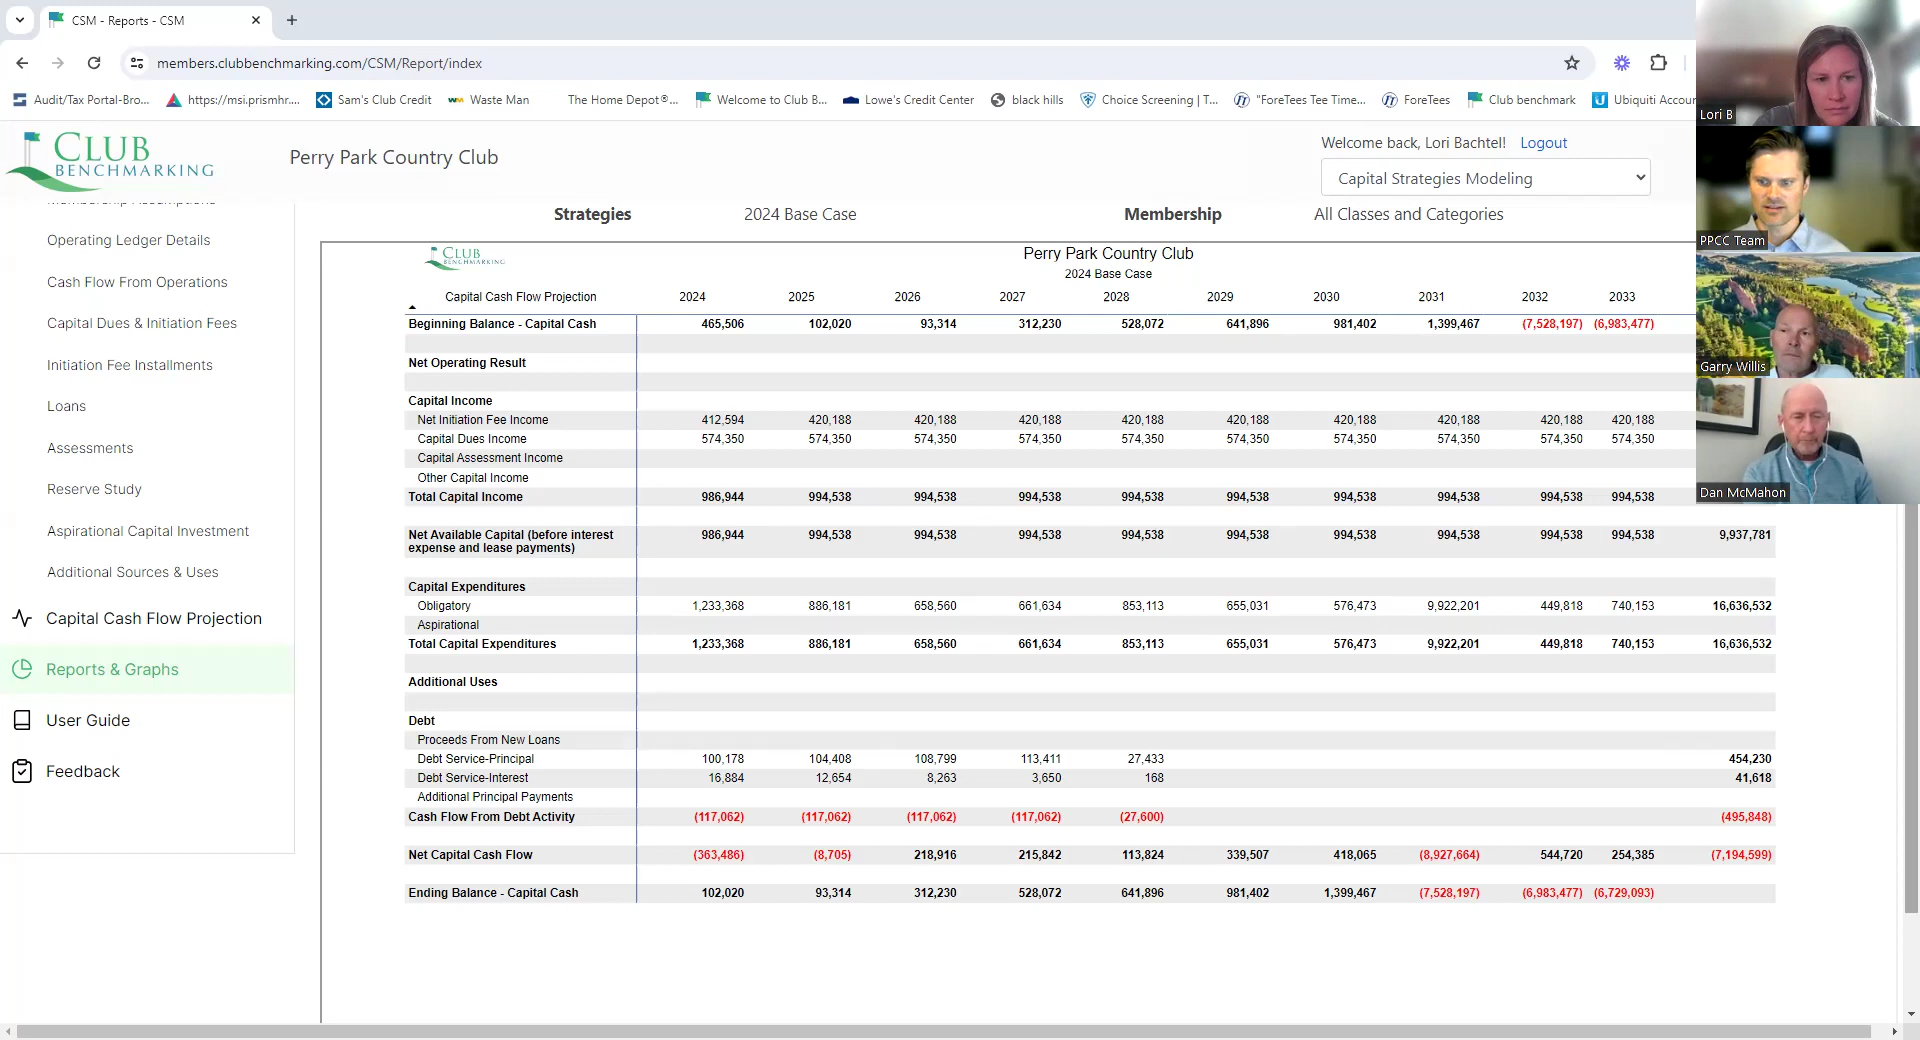 CSM - Reports - CSM
members.clubbenchmarking.com/CSM/Report/index
Audit/Tax Portal-Bro... https://msi.prismhr.... Sam's Club Credit Waste Man The Home Depot®... Welcome to Club B... Lowe's Credit Center black hills Choice Screening | T... "ForeTees Tee Time... ForeTees Club benchmark Ubiquiti Accou
CLUB
BENCHMARKING
Perry Park Country Club
Welcome back, Lori Bachtel! Logout
Capital Strategies Modeling
Strategies 2024 Base Case Membership All Classes and Categories
Membership Assumptions
Operating Ledger Details
Cash Flow From Operations
Capital Dues & Initiation Fees
Initiation Fee Installments
Loans
Assessments
Reserve Study
Aspirational Capital Investment
Additional Sources & Uses
Capital Cash Flow Projection
Reports & Graphs
User Guide
Feedback
CLUB
BENCHMARKING
Perry Park Country Club
2024 Base Case
Capital Cash Flow Projection 2024 2025 2026 2027 2028 2029 2030 2031 2032 2033
Beginning Balance - Capital Cash 465,506 102,020 93,314 312,230 528,072 641,896 981,402 1,399,467 (7,528,197) (6,983,477)
Net Operating Result
Capital Income
Net Initiation Fee Income 412,594 420,188 420,188 420,188 420,188 420,188 420,188 420,188 420,188 420,188
Capital Dues Income 574,350 574,350 574,350 574,350 574,350 574,350 574,350 574,350 574,350 574,350
Capital Assessment Income
Other Capital Income
Total Capital Income 986,944 994,538 994,538 994,538 994,538 994,538 994,538 994,538 994,538 994,538
Net Available Capital (before interest 986,944 994,538 994,538 994,538 994,538 994,538 994,538 994,538 994,538 994,538 9,937,781
expense and lease payments)
Capital Expenditures
Obligatory 1,233,368 886,181 658,560 661,634 853,113 655,031 576,473 9,922,201 449,818 740,153 16,636,532
Aspirational
Total Capital Expenditures 1,233,368 886,181 658,560 661,634 853,113 655,031 576,473 9,922,201 449,818 740,153 16,636,532
Additional Uses
Debt
Proceeds From New Loans
Debt Service-Principal 100,178 104,408 108,799 113,411 27,433 454,230
Debt Service-Interest 16,884 12,654 8,263 3,650 168 41,618
Additional Principal Payments
Cash Flow From Debt Activity (117,062) (117,062) (117,062) (117,062) (27,600) (495,848)
Net Capital Cash Flow (363,486) (8,705) 218,916 215,842 113,824 339,507 418,065 (8,927,664) 544,720 254,385 (7,194,599)
Ending Balance - Capital Cash 102,020 93,314 312,230 528,072 641,896 981,402 1,399,467 (7,528,197) (6,983,477) (6,729,093)
Lori B
PPCC Team
Garry Willis
Dan McMahon